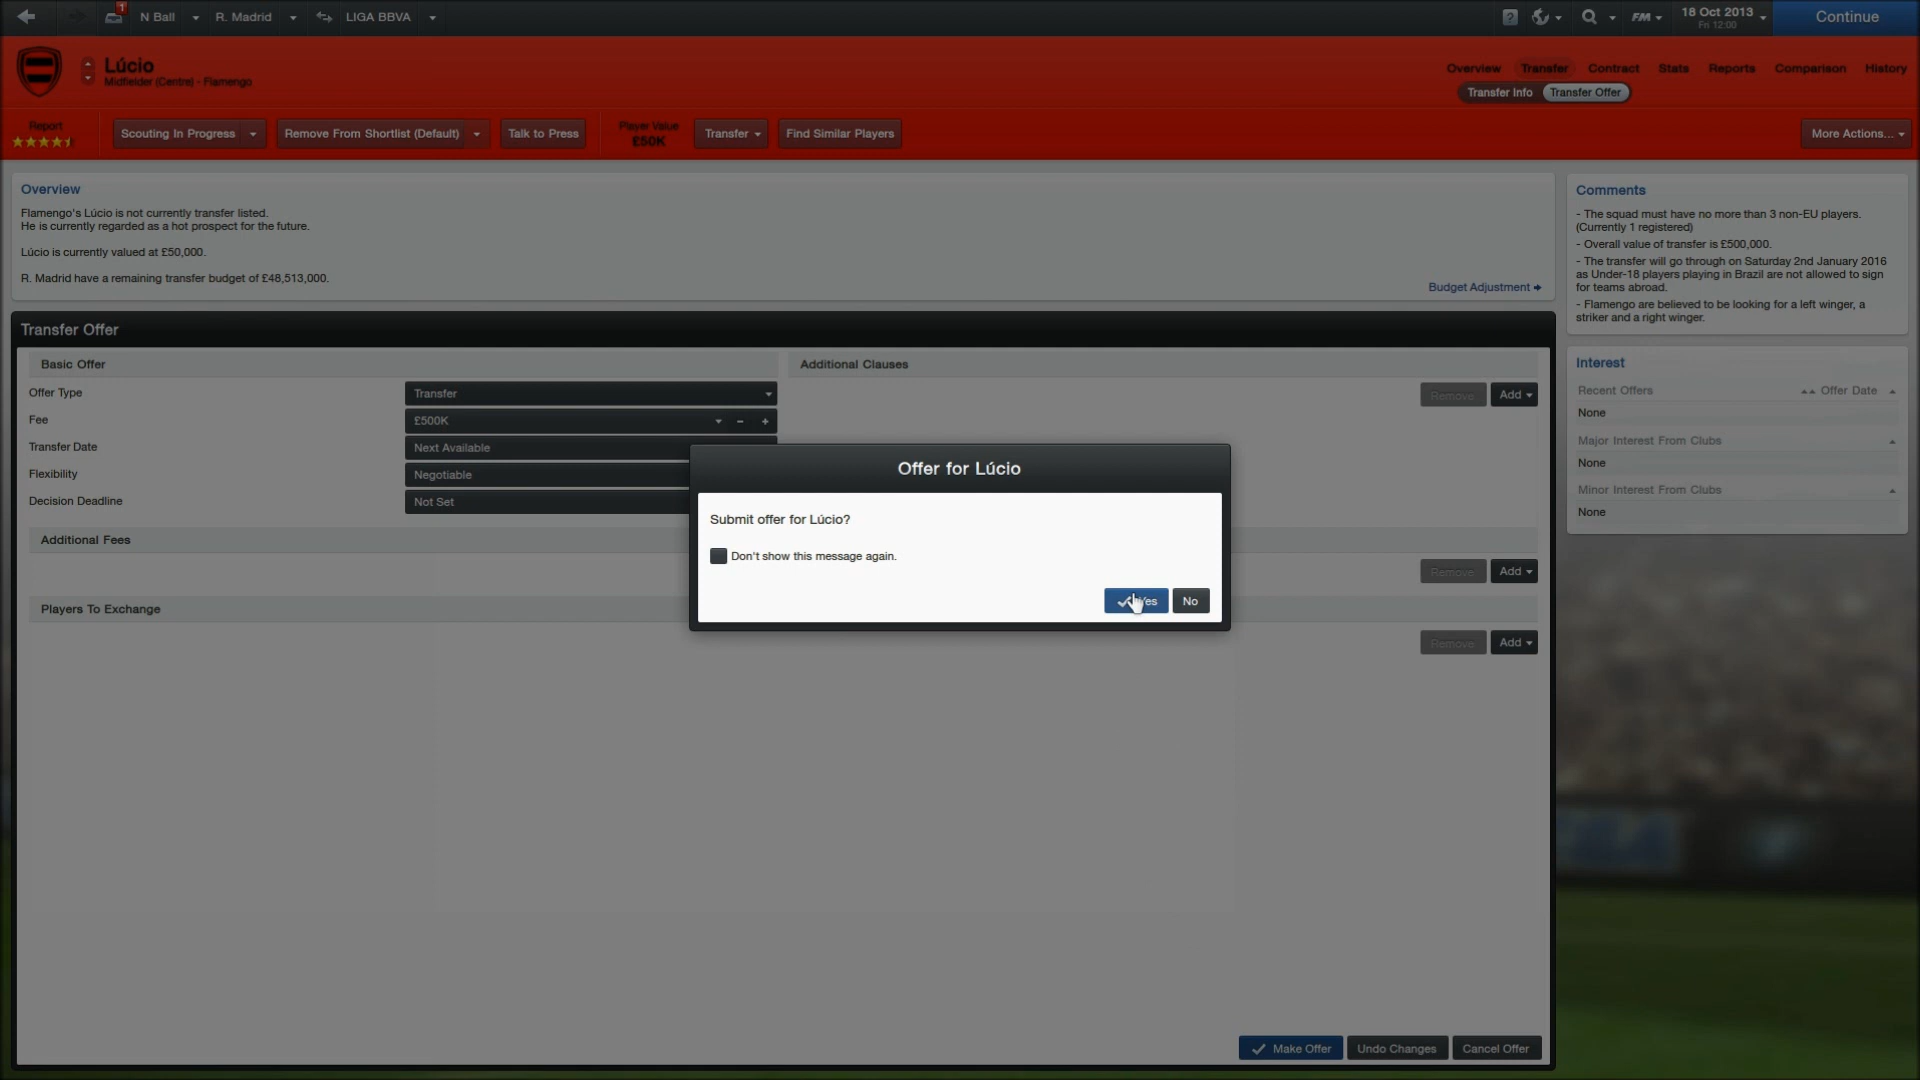 1
N Ball
R. Madrid
LIGA BBVA
FM
18 Oct 2013
Fri 12:00
Continue
Lúcio
Midfielder (Centre) - Flamengo
Overview
Transfer
Contract
Stats
Reports
Comparison
History
Transfer Info
Transfer Offer
Report
Scouting In Progress
Remove From Shortlist (Default)
Talk to Press
Player Value
£50K
Transfer
Find Similar Players
More Actions...
Overview
Flamengo's Lúcio is not currently transfer listed.
He is currently regarded as a hot prospect for the future.
Lúcio is currently valued at £50,000.
R. Madrid have a remaining transfer budget of £48,513,000.
Budget Adjustment
Comments
- The squad must have no more than 3 non-EU players.
(Currently 1 registered)
- Overall value of transfer is £500,000.
- The transfer will go through on Saturday 2nd January 2016
as Under-18 players playing in Brazil are not allowed to sign
for teams abroad.
- Flamengo are believed to be looking for a left winger, a
striker and a right winger.
Transfer Offer
Basic Offer
Offer Type
Transfer
Fee
£500K
Transfer Date
Next Available
Flexibility
Negotiable
Decision Deadline
Not Set
Additional Clauses
Remove
Add
Additional Fees
Remove
Add
Players To Exchange
Remove
Add
Interest
Recent Offers
Offer Date
None
Major Interest From Clubs
None
Minor Interest From Clubs
None
Offer for Lúcio
Submit offer for Lúcio?
Don't show this message again.
Yes
No
Make Offer
Undo Changes
Cancel Offer